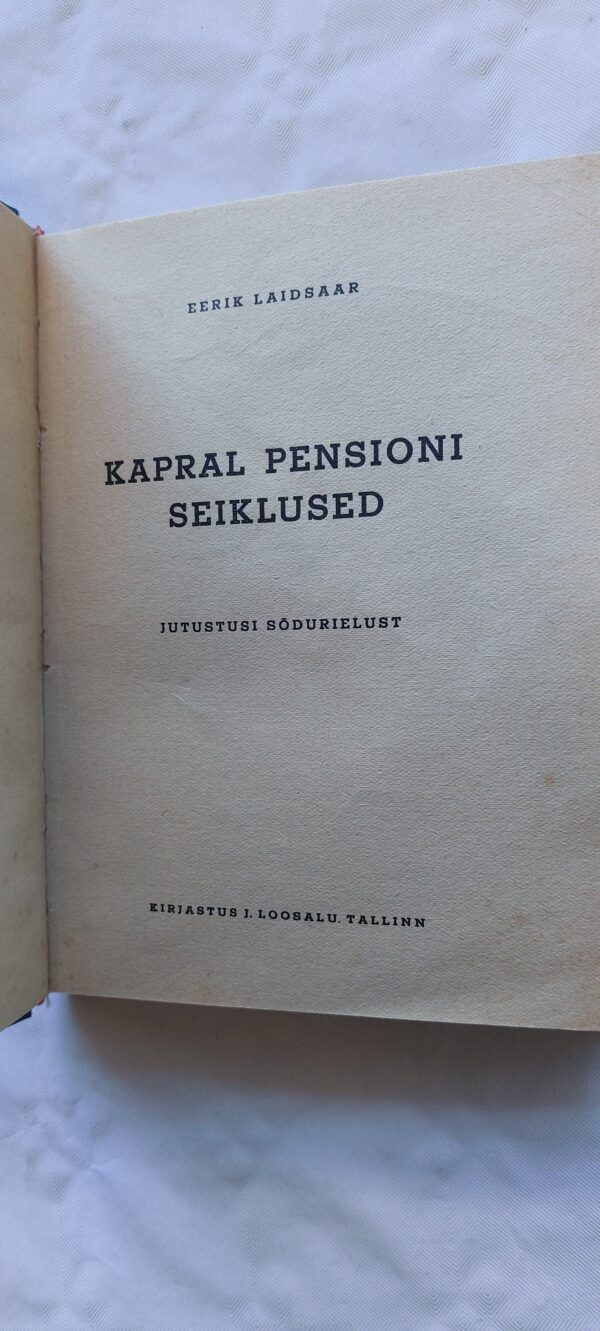 EERIK LAIDSAAR
KAPRAL PENSIONI
SEIKLUSED
JUTUSTUSI SÕDURIELUST
KIRJASTUS J. LOOSALU. TALLINN